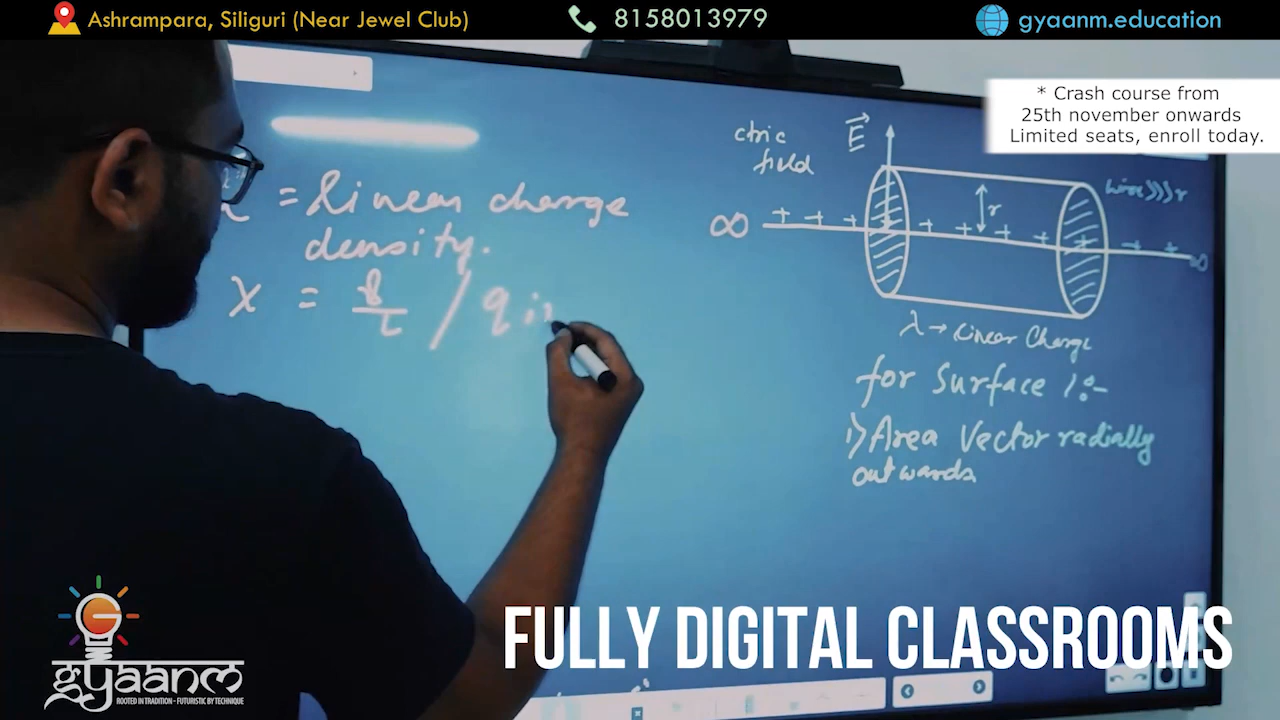 Ashrampara, Siliguri (Near Jewel Club)
8158013979
gyaanm.education
* Crash course from
25th november onwards
Limited seats, enroll today.
= Linear charge
density.
λ = q/L / q in
ctric
field
E
r
∞
+ + + + + + + + + +
∞
λ → Linear Charge
for Surface 1:-
1) Area Vector radially
outwards
FULLY DIGITAL CLASSROOMS
gyaanm
ROOTED IN TRADITION - FUTURISTIC BY TECHNIQUE